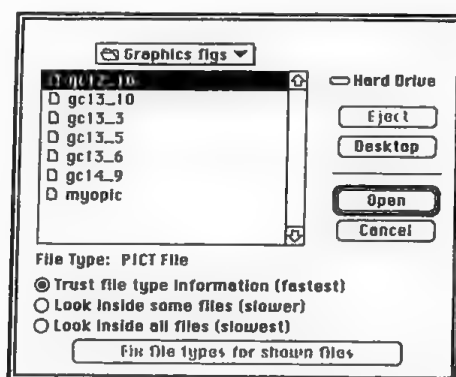 Graphics figs
gc12_10
gc13_10
gc13_3
gc13_5
gc13_6
gc14_9
myopic
Hard Drive
Eject
Desktop
Open
Cancel
File Type: PICT File
Trust file type information (fastest)
Look inside some files (slower)
Look inside all files (slowest)
Fix file types for shown files